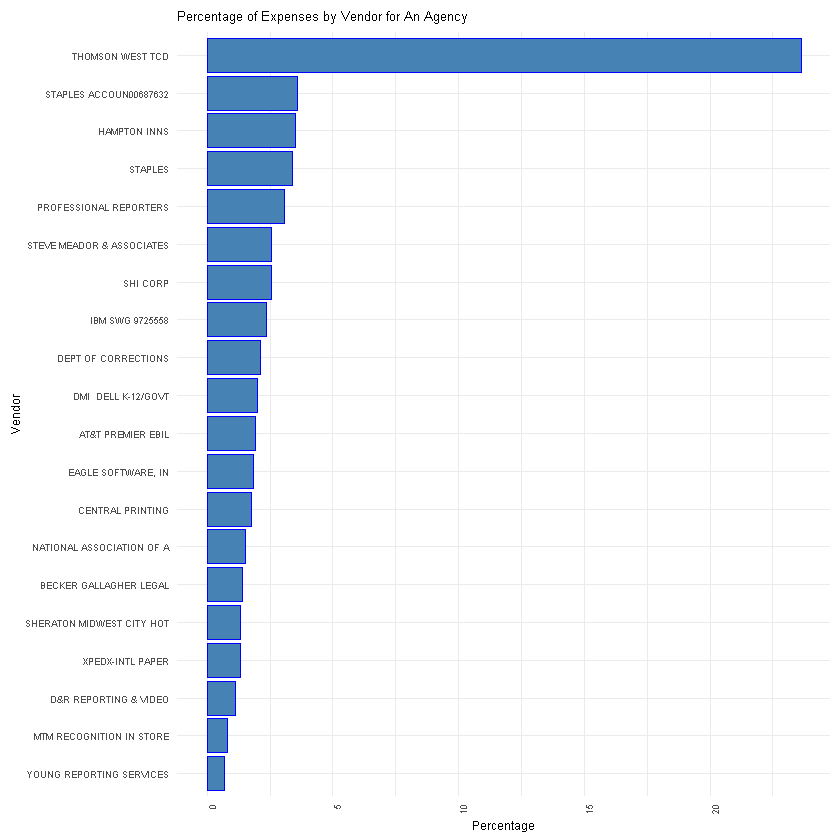 Percentage of Expenses by Vendor for An Agency
THOMSON WEST TCD
STAPLES ACCOUN00687632
HAMPTON INNS
STAPLES
PROFESSIONAL REPORTERS
STEVE MEADOR & ASSOCIATES
SHI CORP
IBM SWG 9725558
DEPT OF CORRECTIONS
DMI  DELL K-12/GOVT
AT&T PREMIER EBIL
EAGLE SOFTWARE, IN
CENTRAL PRINTING
NATIONAL ASSOCIATION OF A
BECKER GALLAGHER LEGAL
SHERATON MIDWEST CITY HOT
XPEDX-INTL PAPER
D&R REPORTING & VIDEO
MTM RECOGNITION IN STORE
YOUNG REPORTING SERVICES
Vendor
0 5 10 15 20
Percentage